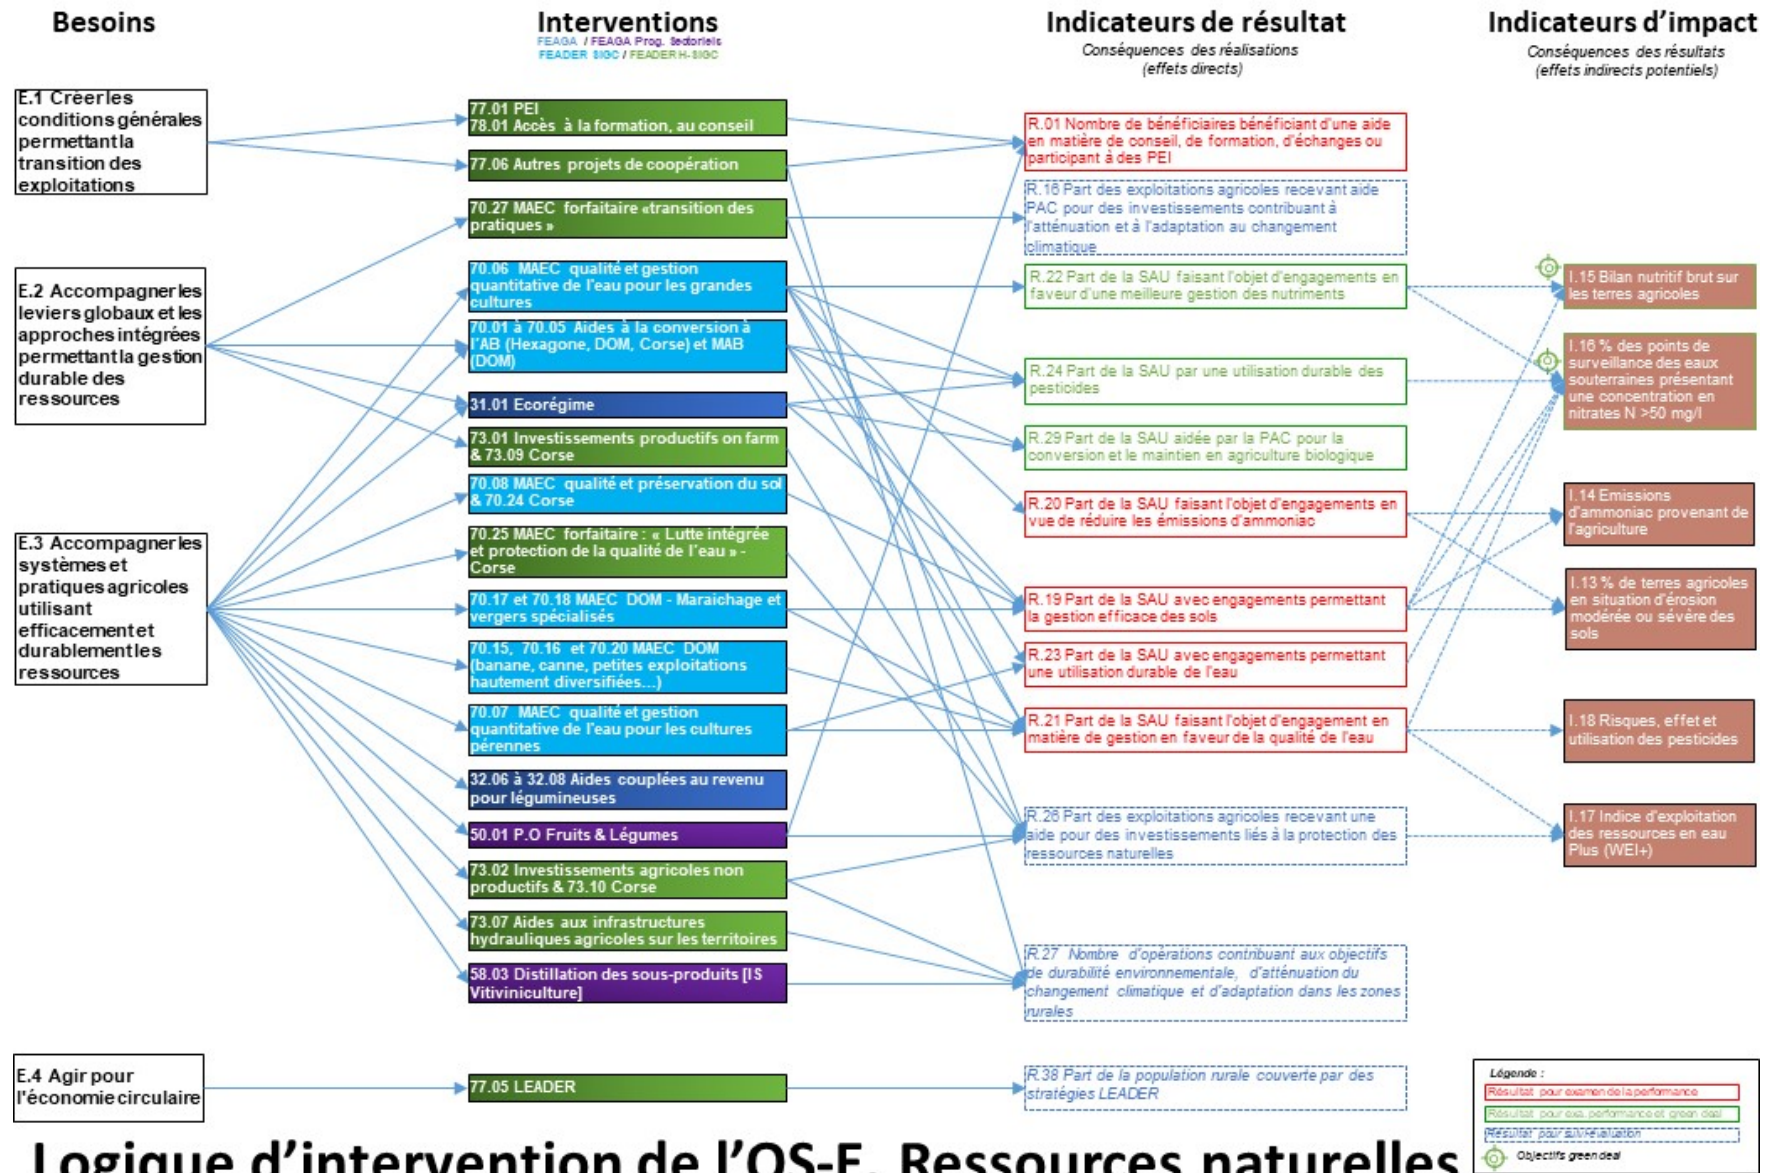 Besoins
Interventions
FEAGA / FEAGA Prog. Sectoriels
FEADER SIGC / FEADER H-SIGC
Indicateurs de résultat
Conséquences des réalisations
(effets directs)
Indicateurs d'impact
Conséquences des résultats
(effets indirects potentiels)
E.1 Créer les
conditions générales
permettant la
transition des
exploitations
E.2 Accompagner les
leviers globaux et les
approches intégrées
permettant la gestion
durable des
ressources
E.3 Accompagner les
systèmes et
pratiques agricoles
utilisant
efficacement et
durablement les
ressources
E.4 Agir pour
l'économie circulaire
77.01 PEI
78.01 Accès à la formation, au conseil
77.06 Autres projets de coopération
70.27 MAEC forfaitaire «transition des
pratiques »
70.06 MAEC qualité et gestion
quantitative de l'eau pour les grandes
cultures
70.01 à 70.05 Aides à la conversion à
l'AB (Hexagone, DOM, Corse) et MAB
(DOM)
31.01 Ecorégime
73.01 Investissements productifs on farm
& 73.09 Corse
70.08 MAEC qualité et préservation du sol
& 70.24 Corse
70.25 MAEC forfaitaire : « Lutte intégrée
et protection de la qualité de l'eau » -
Corse
70.17 et 70.18 MAEC DOM - Maraichage et
vergers spécialisés
70.15, 70.16 et 70.20 MAEC DOM
(banane, canne, petites exploitations
hautement diversifiées...)
70.07 MAEC qualité et gestion
quantitative de l'eau pour les cultures
pérennes
32.06 à 32.08 Aides couplées au revenu
pour légumineuses
50.01 P.O Fruits & Légumes
73.02 Investissements agricoles non
productifs & 73.10 Corse
73.07 Aides aux infrastructures
hydrauliques agricoles sur les territoires
58.03 Distillation des sous-produits [IS
Vitiviniculture]
77.05 LEADER
R.01 Nombre de bénéficiaires bénéficiant d'une aide
en matière de conseil, de formation, d'échanges ou
participant à des PEI
R.16 Part des exploitations agricoles recevant aide
PAC pour des investissements contribuant à
l'atténuation et à l'adaptation au changement
climatique
R.22 Part de la SAU faisant l'objet d'engagements en
faveur d'une meilleure gestion des nutriments
R.24 Part de la SAU par une utilisation durable des
pesticides
R.29 Part de la SAU aidée par la PAC pour la
conversion et le maintien en agriculture biologique
R.20 Part de la SAU faisant l'objet d'engagements en
vue de réduire les émissions d'ammoniac
R.19 Part de la SAU avec engagements permettant
la gestion efficace des sols
R.23 Part de la SAU avec engagements permettant
une utilisation durable de l'eau
R.21 Part de la SAU faisant l'objet d'engagement en
matière de gestion en faveur de la qualité de l'eau
R.26 Part des exploitations agricoles recevant une
aide pour des investissements liés à la protection des
ressources naturelles
R.27 Nombre d'opérations contribuant aux objectifs
de durabilité environnementale, d'atténuation du
changement climatique et d'adaptation dans les zones
rurales
R.38 Part de la population rurale couverte par des
stratégies LEADER
I.15 Bilan nutritif brut sur
les terres agricoles
I.16 % des points de
surveillance des eaux
souterraines présentant
une concentration en
nitrates N >50 mg/l
I.14 Emissions
d'ammoniac provenant de
l'agriculture
I.13 % de terres agricoles
en situation d'érosion
modérée ou sévère des
sols
I.18 Risques, effet et
utilisation des pesticides
I.17 Indice d'exploitation
des ressources en eau
Plus (WEI+)
Légende :
Résultat pour examen de la performance
Résultat pour exa. performance et green deal
Résultat pour suivi-évaluation
Objectifs green deal
Logique d'intervention de l'OS-E. Ressources naturelles